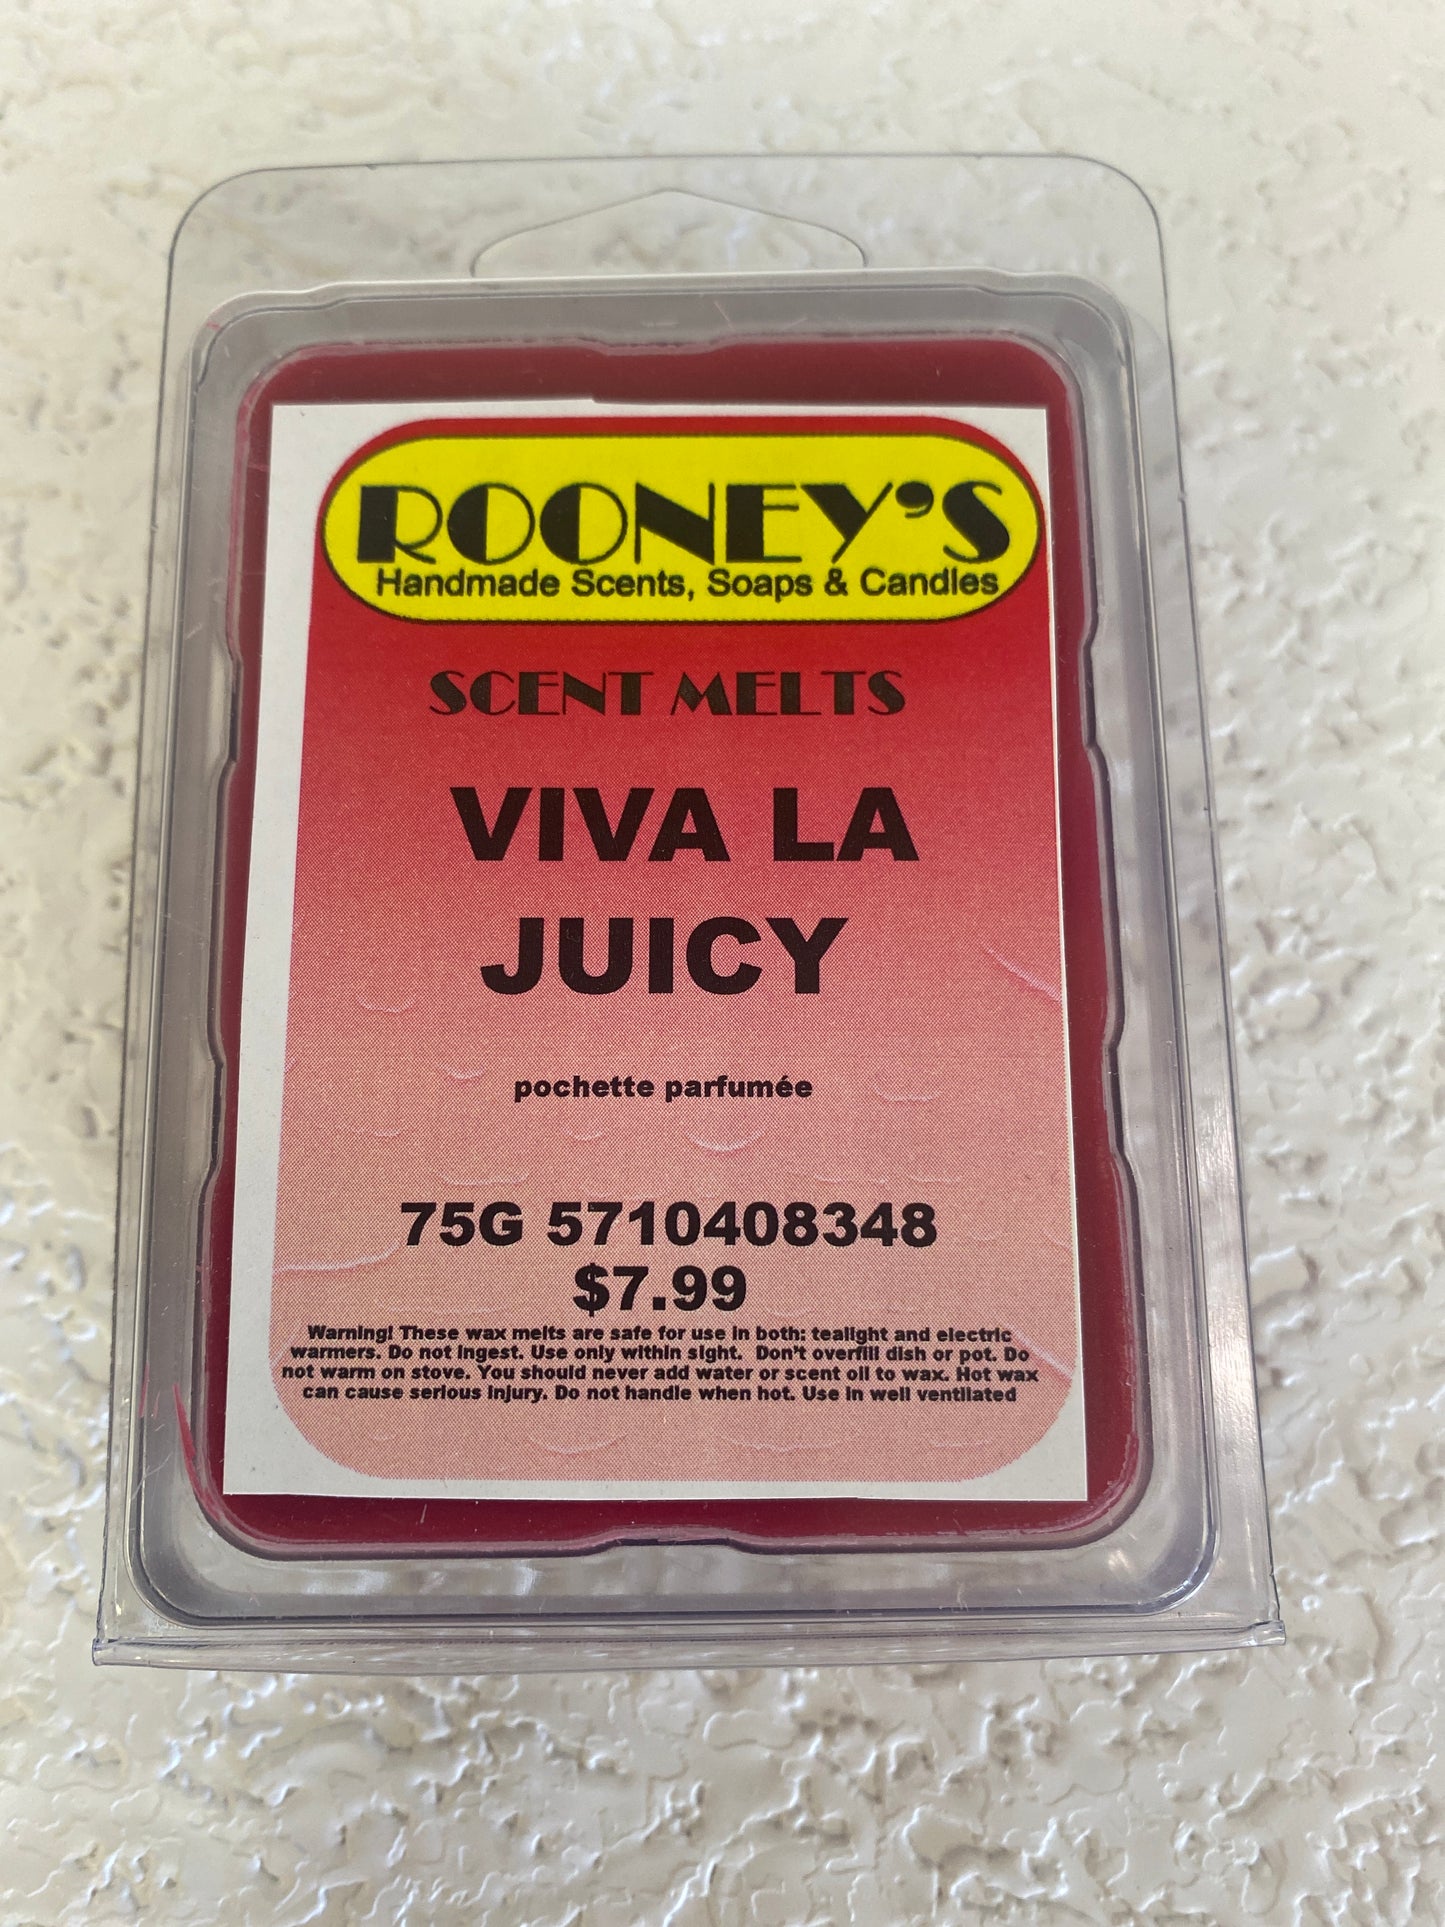 ROONEY'S
Handmade Scents, Soaps & Candles
SCENT MELTS
VIVA LA
JUICY
pochette parfumée
75G 5710408348
$7.99
Warning! These wax melts are safe for use in both: tealight and electric
warmers. Do not ingest. Use only within sight. Don't overfill dish or pot. Do
not warm on stove. You should never add water or scent oil to wax. Hot wax
can cause serious injury. Do not handle when hot. Use in well ventilated